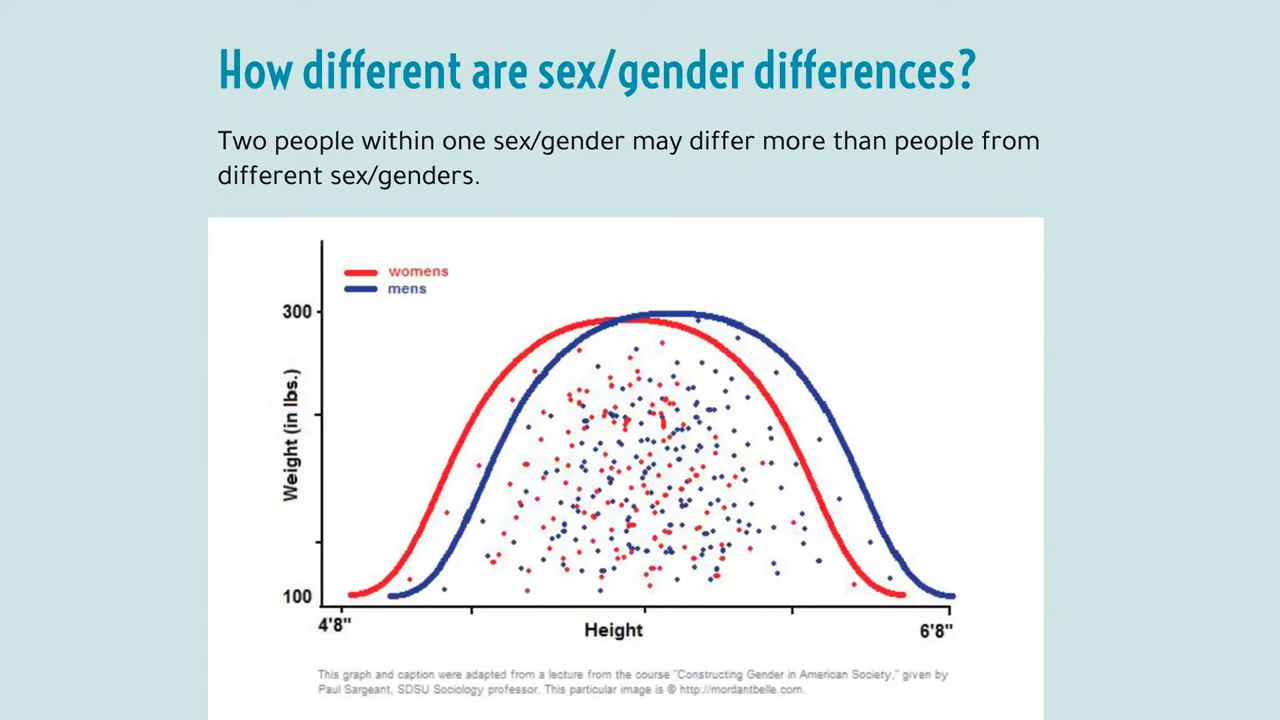 How different are sex/gender differences?
Two people within one sex/gender may differ more than people from
different sex/genders.
womens
mens
300
Weight (in lbs.)
100
4'8"
Height
6'8"
This graph and caption were adapted from a lecture from the course "Constructing Gender in American Society," given by
Paul Sargeant, SDSU Sociology professor. This particular image is © http://mordantbelle.com.